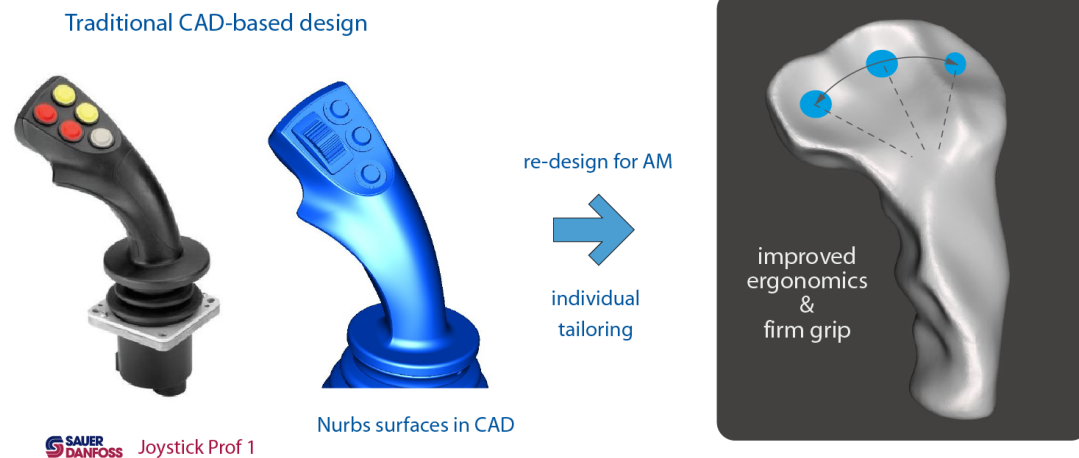 Traditional CAD-based design
re-design for AM
individual
tailoring
improved
ergonomics
&
firm grip
Nurbs surfaces in CAD
SAUER
DANFOSS
Joystick Prof 1